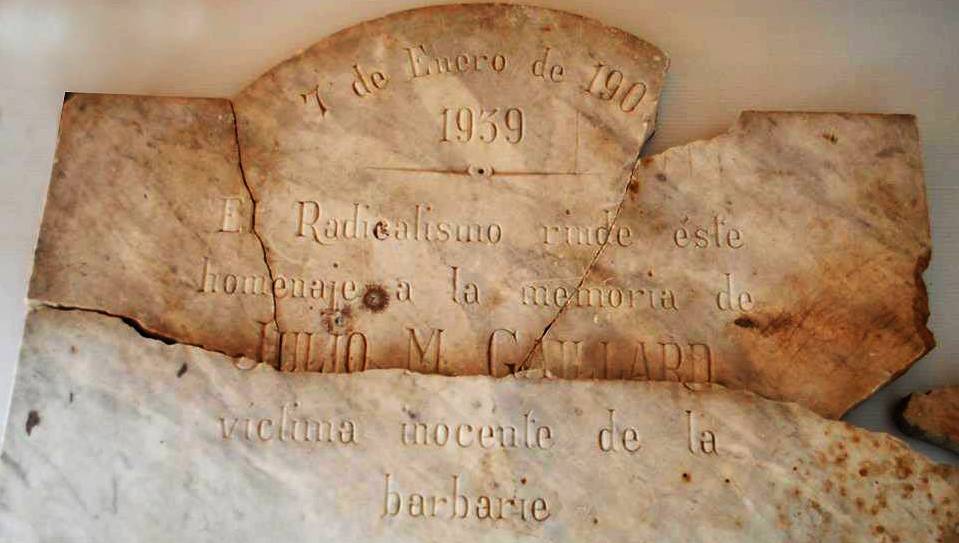 7 de Enero de 190
1939
El Radicalismo rinde éste
homenaje a la memoria de
JULIO M. GAILLARD
victima inocente de la
barbarie